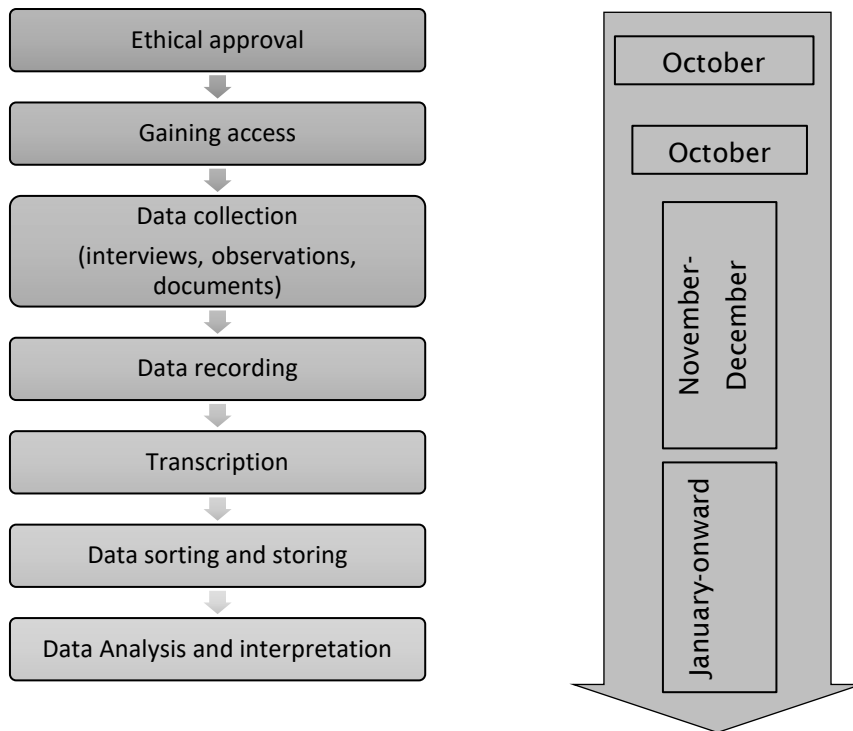 Ethical approval
Gaining access
Data collection
(interviews, observations,
documents)
Data recording
Transcription
Data sorting and storing
Data Analysis and interpretation
October
October
November-
December
January-onward